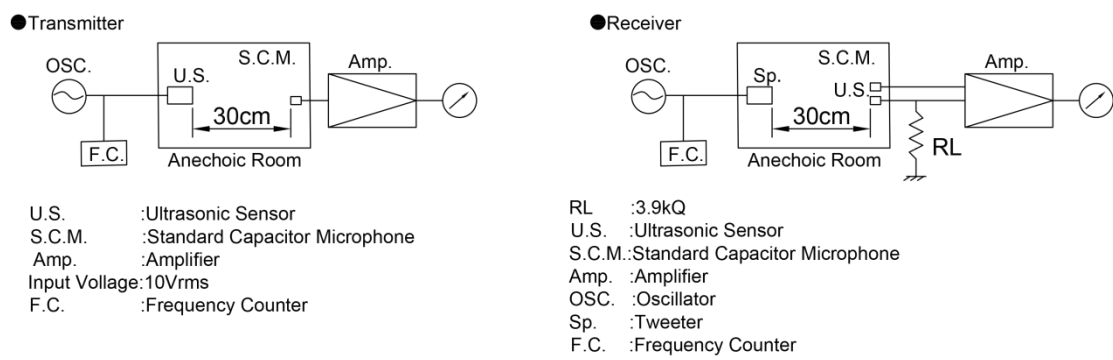 ●Transmitter
OSC.
U.S.
S.C.M.
Amp.
30cm
F.C.
Anechoic Room
U.S. :Ultrasonic Sensor
S.C.M. :Standard Capacitor Microphone
Amp. :Amplifier
Input Voltage:10Vrms
F.C. :Frequency Counter
●Receiver
OSC.
Sp.
S.C.M.
U.S.
Amp.
30cm
F.C.
Anechoic Room
RL
RL :3.9kQ
U.S. :Ultrasonic Sensor
S.C.M.:Standard Capacitor Microphone
Amp. :Amplifier
OSC. :Oscillator
Sp. :Tweeter
F.C. :Frequency Counter